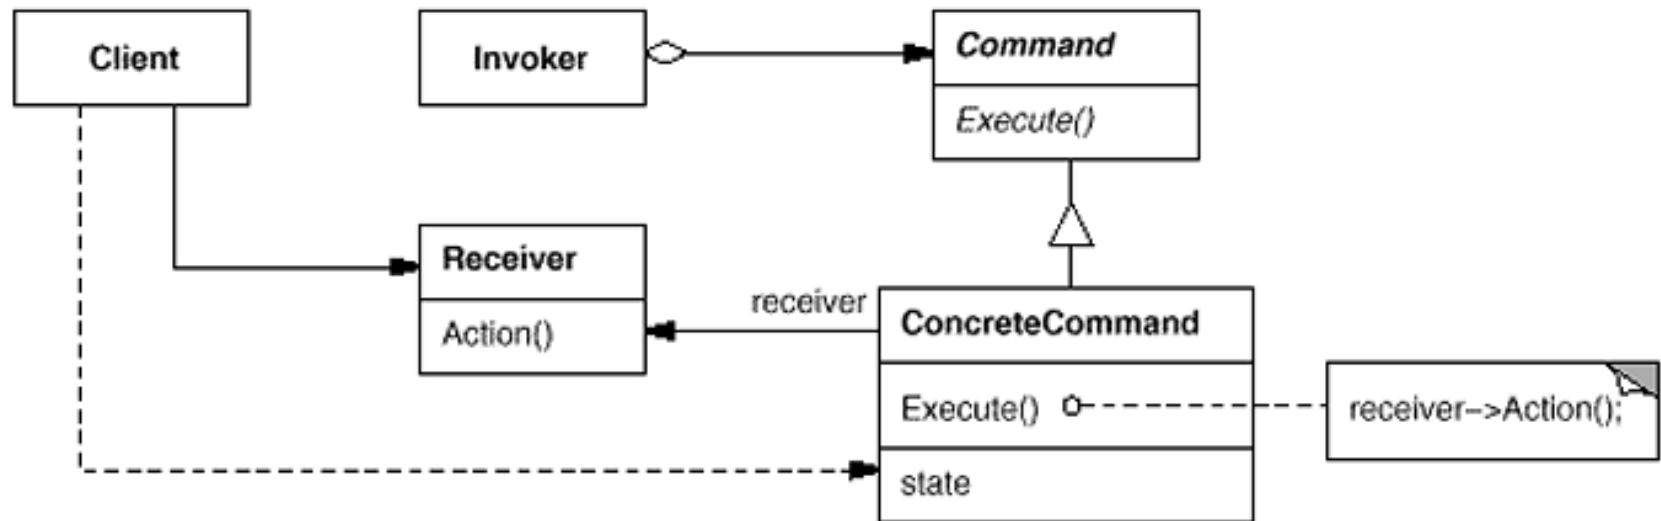 Client
Invoker
Command
Execute()
Receiver
Action()
receiver
ConcreteCommand
Execute()
state
receiver–>Action();